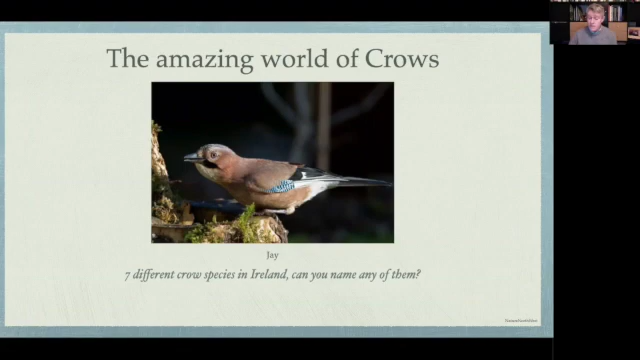 The amazing world of Crows
Jay
7 different crow species in Ireland, can you name any of them?